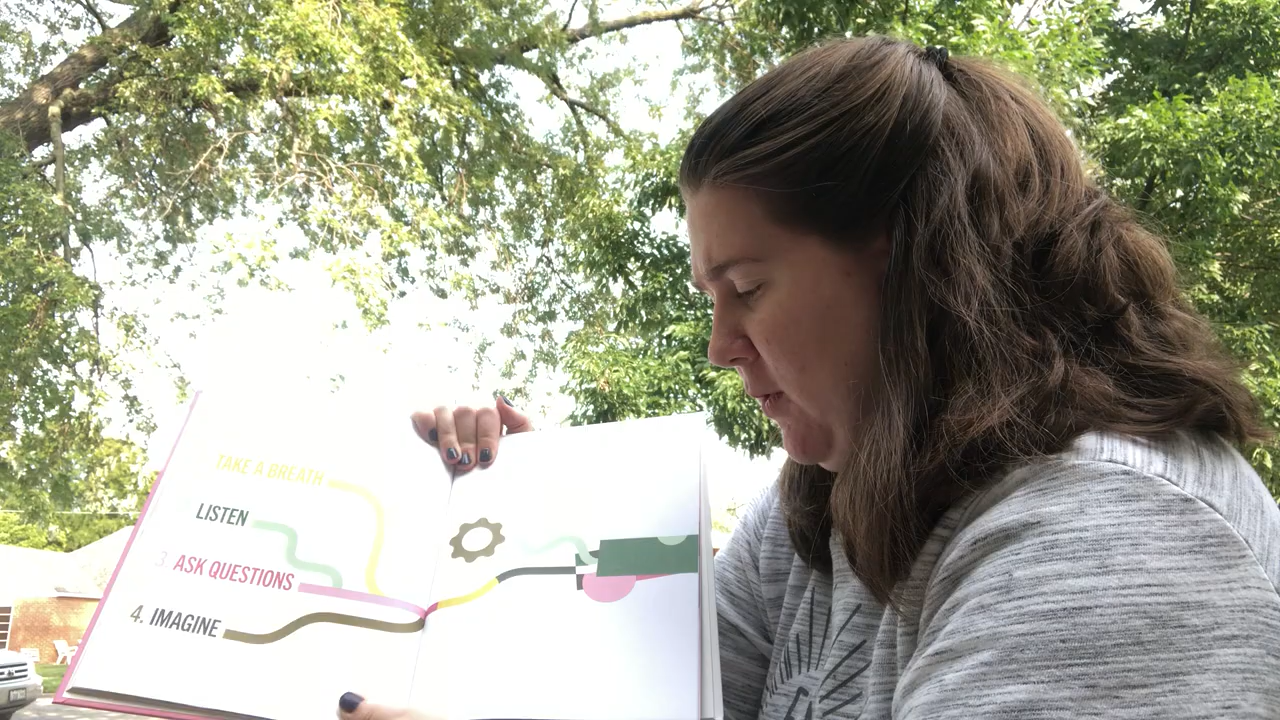 TAKE A BREATH
LISTEN
3. ASK QUESTIONS
4. IMAGINE